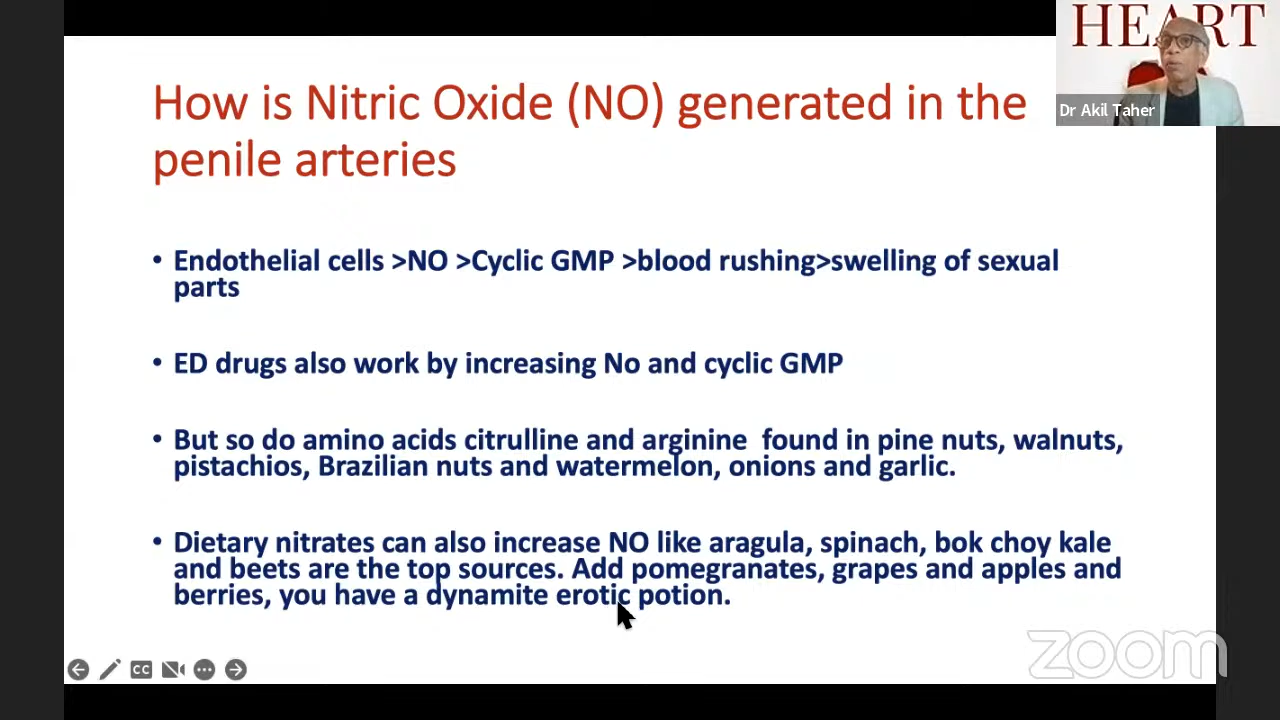 HEART
Dr Akil Taher
How is Nitric Oxide (NO) generated in the
penile arteries
• Endothelial cells >NO >Cyclic GMP >blood rushing>swelling of sexual
parts
• ED drugs also work by increasing No and cyclic GMP
• But so do amino acids citrulline and arginine found in pine nuts, walnuts,
pistachios, Brazilian nuts and watermelon, onions and garlic.
• Dietary nitrates can also increase NO like aragula, spinach, bok choy kale
and beets are the top sources. Add pomegranates, grapes and apples and
berries, you have a dynamite erotic potion.
CC
zoom